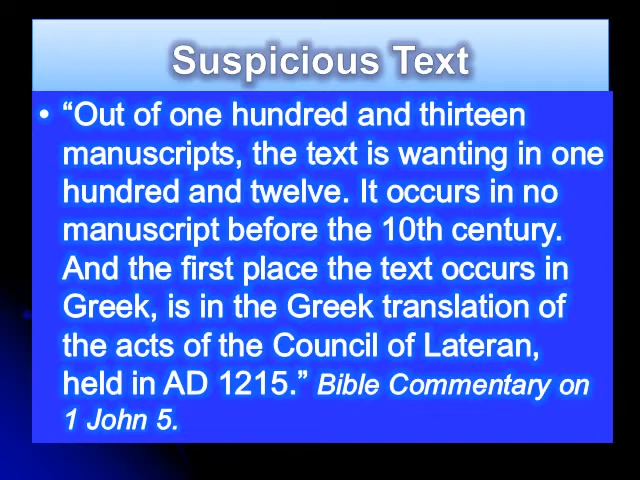 Suspicious Text
• “Out of one hundred and thirteen
manuscripts, the text is wanting in one
hundred and twelve. It occurs in no
manuscript before the 10th century.
And the first place the text occurs in
Greek, is in the Greek translation of
the acts of the Council of Lateran,
held in AD 1215.” Bible Commentary on
1 John 5.